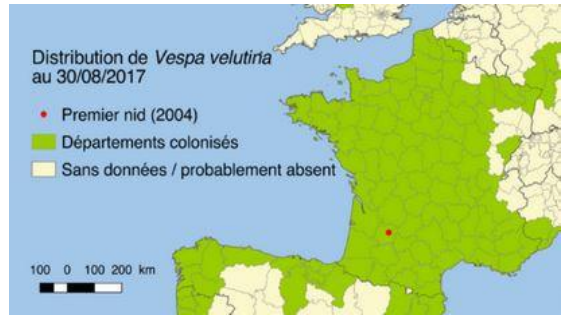 Distribution de Vespa velutina
au 30/08/2017
Premier nid (2004)
Départements colonisés
Sans données / probablement absent
100 0 100 200 km